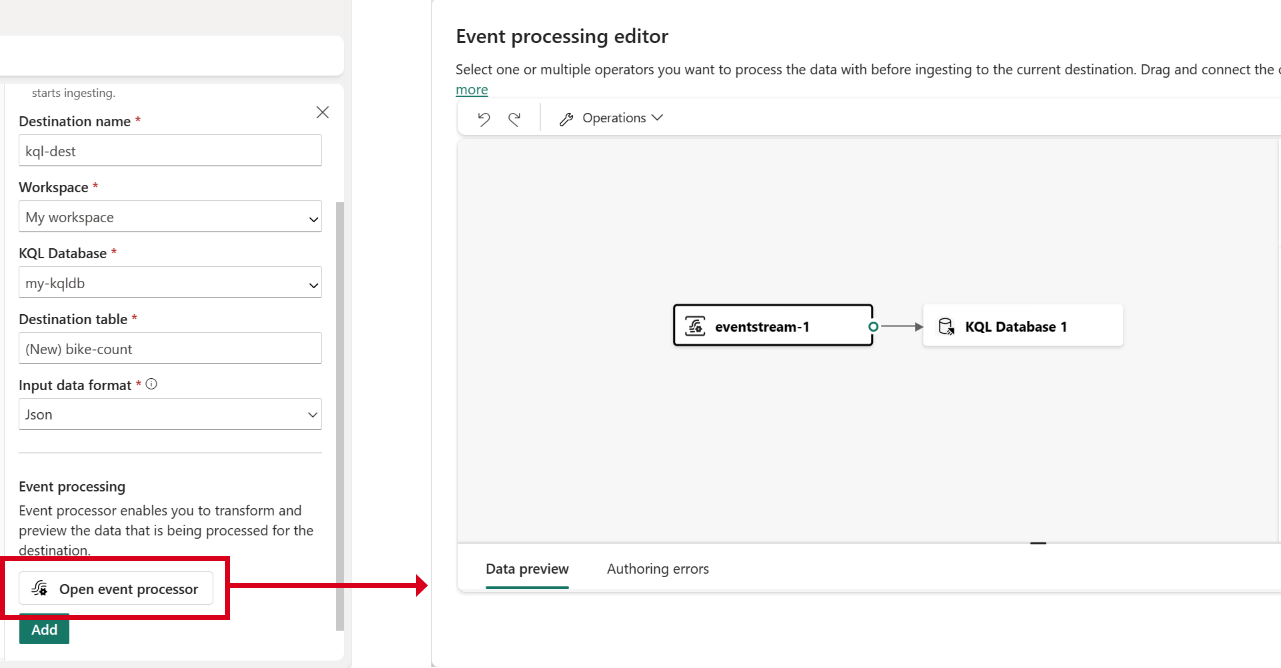 starts ingesting.
Destination name *
kql-dest
Workspace *
My workspace
KQL Database *
my-kqldb
Destination table *
(New) bike-count
Input data format *
Json
Event processing
Event processor enables you to transform and
preview the data that is being processed for the
destination.
Open event processor
Add
Event processing editor
Select one or multiple operators you want to process the data with before ingesting to the current destination. Drag and connect the
more
Operations
eventstream-1
KQL Database 1
Data preview
Authoring errors